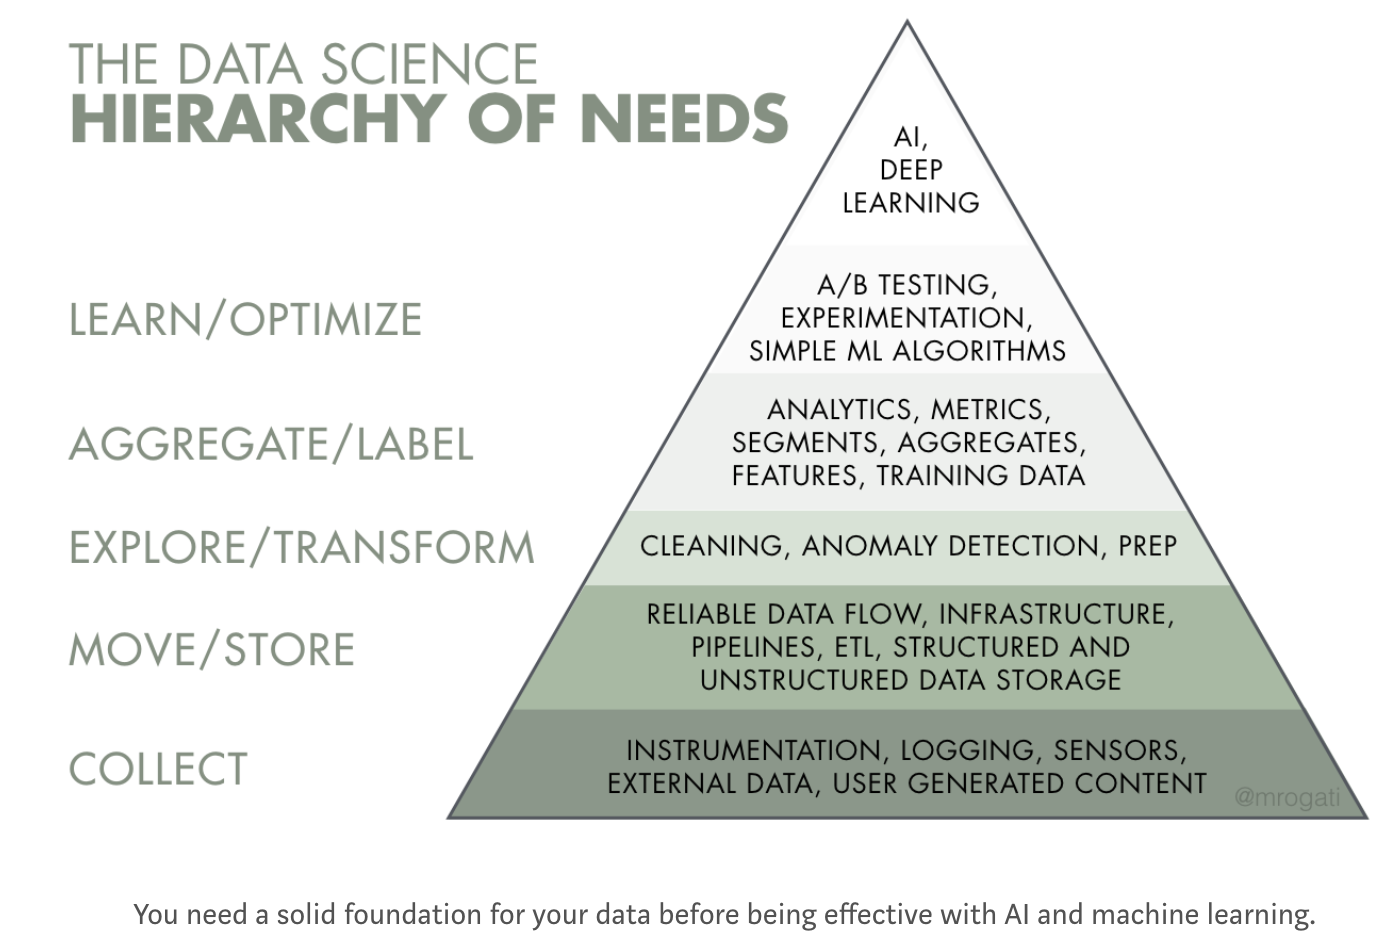 THE DATA SCIENCE
HIERARCHY OF NEEDS
AI,
DEEP
LEARNING
LEARN/OPTIMIZE
A/B TESTING,
EXPERIMENTATION,
SIMPLE ML ALGORITHMS
AGGREGATE/LABEL
ANALYTICS, METRICS,
SEGMENTS, AGGREGATES,
FEATURES, TRAINING DATA
EXPLORE/TRANSFORM
CLEANING, ANOMALY DETECTION, PREP
MOVE/STORE
RELIABLE DATA FLOW, INFRASTRUCTURE,
PIPELINES, ETL, STRUCTURED AND
UNSTRUCTURED DATA STORAGE
COLLECT
INSTRUMENTATION, LOGGING, SENSORS,
EXTERNAL DATA, USER GENERATED CONTENT
@mrogati
You need a solid foundation for your data before being effective with AI and machine learning.